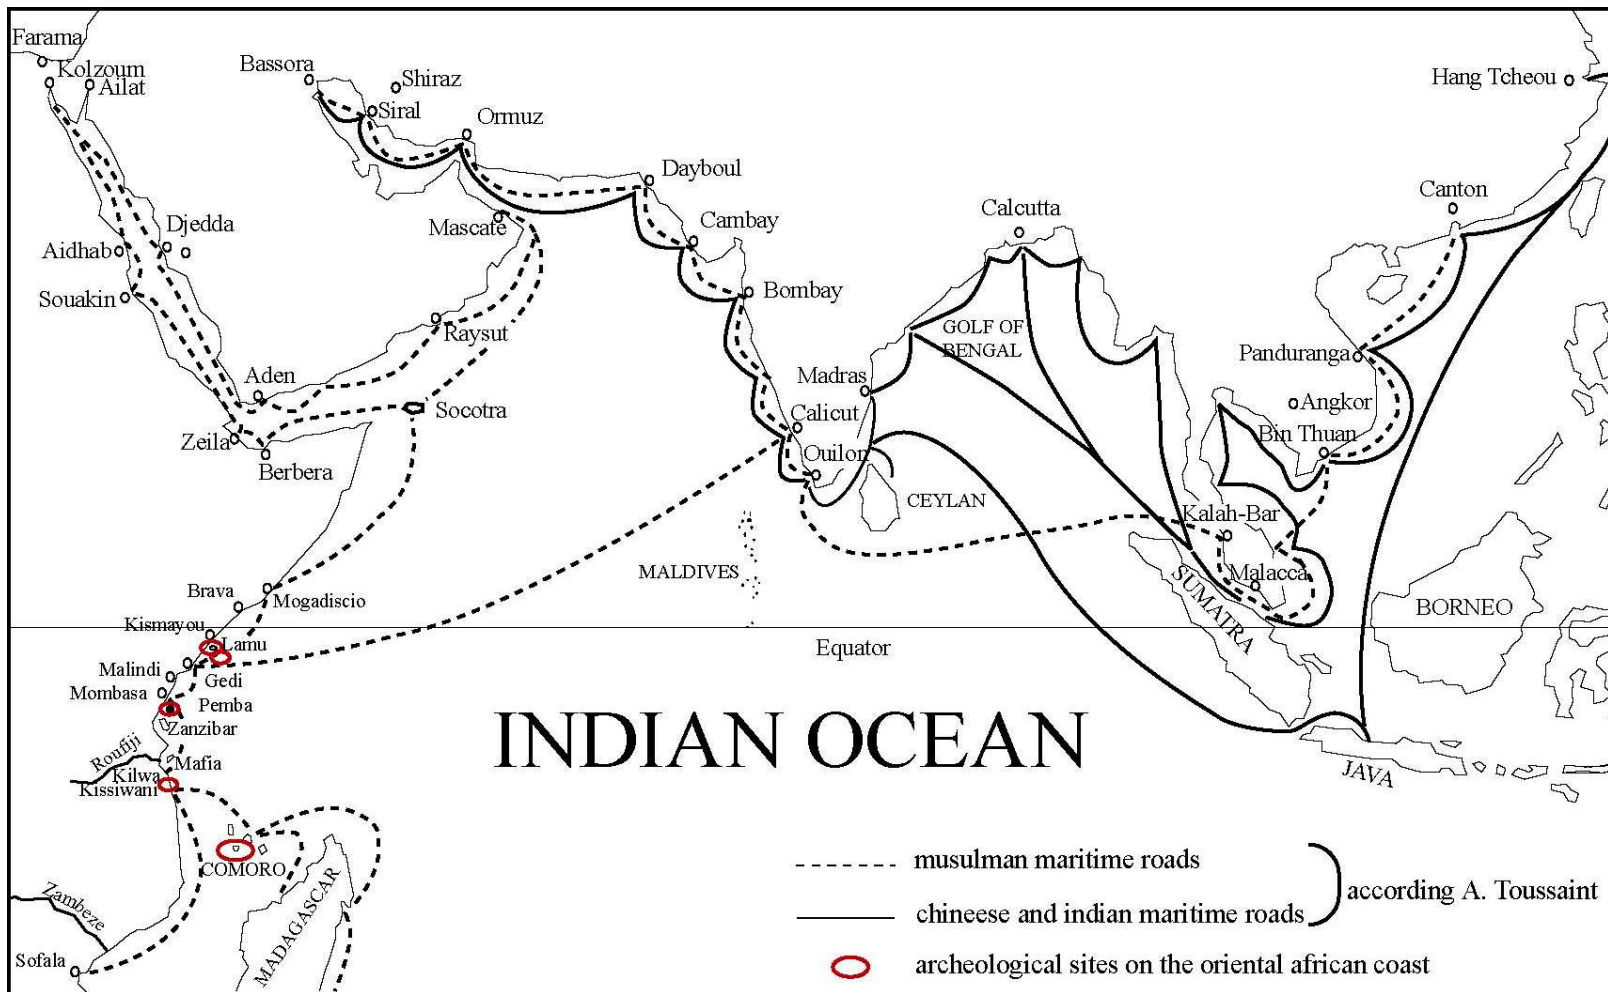 Farama
Kolzoum
Ailat
Bassora
Shiraz
Siral
Ormuz
Hang Tcheou
Dayboul
Canton
Djedda
Mascate
Cambay
Calcutta
Aidhab
Souakin
Bombay
Raysut
GOLF OF
BENGAL
Panduranga
Aden
Madras
Socotra
Calicut
Angkor
Zeila
Bin Thuan
Berbera
Ouilon
CEYLAN
Kalah-Bar
MALDIVES
Malacca
Brava
Mogadiscio
SUMATRA
BORNEO
Kismayou
Lamu
Equator
Malindi
Gedi
Mombasa
Pemba
Zanzibar
INDIAN OCEAN
Roufiji
Mafia
Kilwa
Kissiwani
JAVA
COMORO
musulman maritime roads
MADAGASCAR
according A. Toussaint
Zambeze
chineese and indian maritime roads
Sofala
archeological sites on the oriental african coast